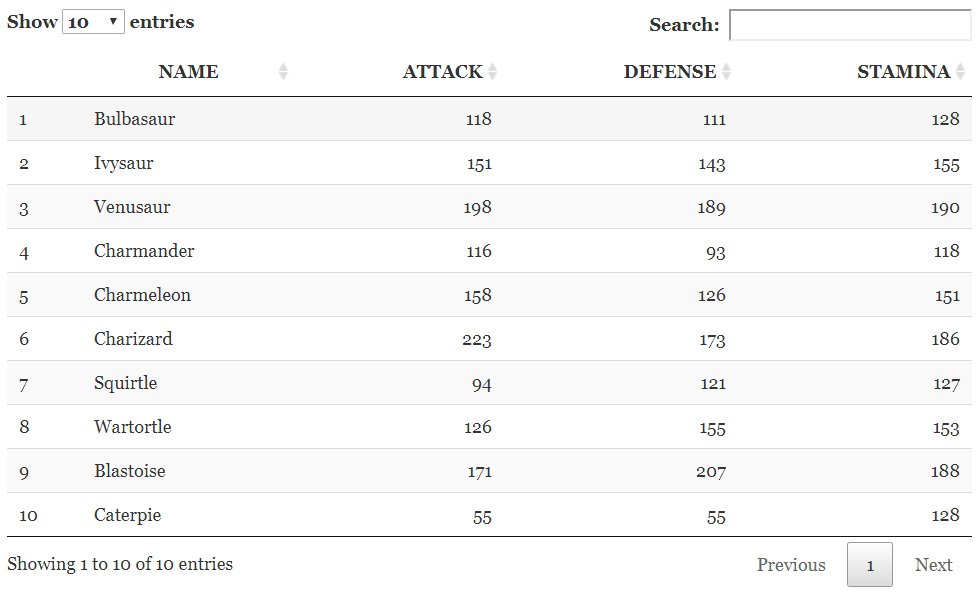 Show 10 entries Search:
NAME ATTACK DEFENSE STAMINA
1 Bulbasaur 118 111 128
2 Ivysaur 151 143 155
3 Venusaur 198 189 190
4 Charmander 116 93 118
5 Charmeleon 158 126 151
6 Charizard 223 173 186
7 Squirtle 94 121 127
8 Wartortle 126 155 153
9 Blastoise 171 207 188
10 Caterpie 55 55 128
Showing 1 to 10 of 10 entries Previous 1 Next